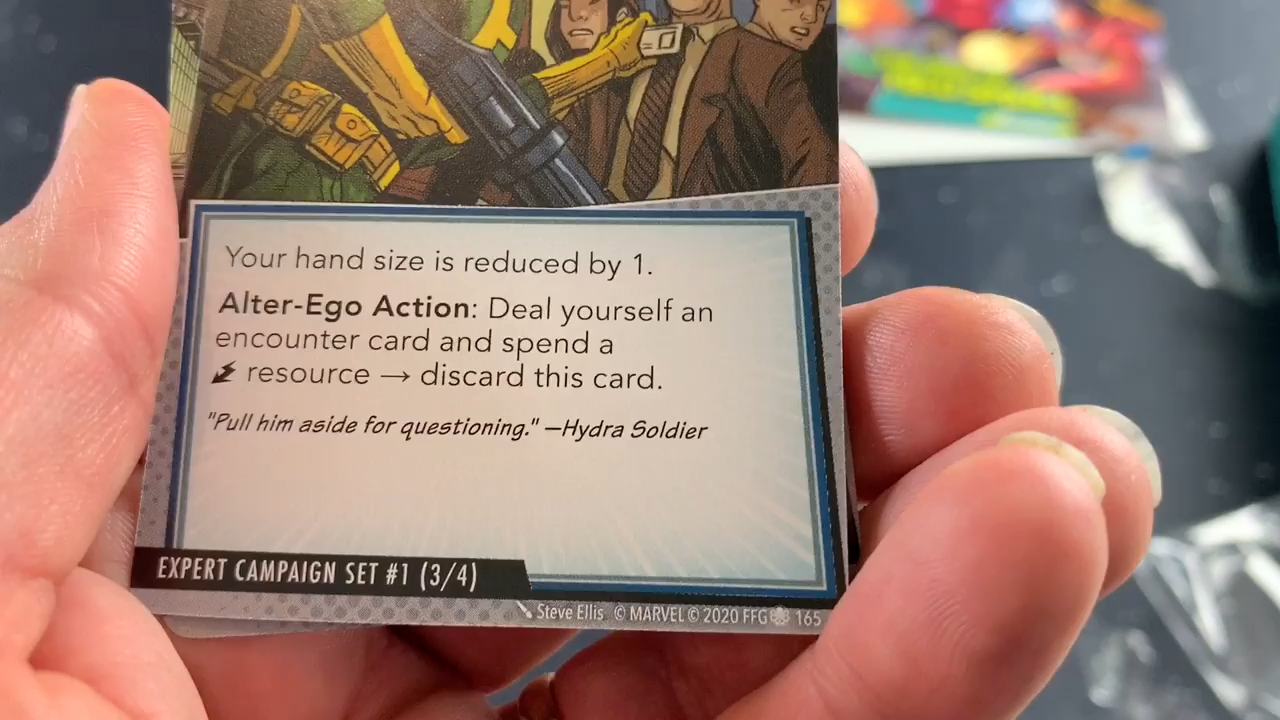 Your hand size is reduced by 1.
Alter-Ego Action: Deal yourself an
encounter card and spend a
resource → discard this card.
"Pull him aside for questioning." —Hydra Soldier
EXPERT CAMPAIGN SET #1 (3/4)
Steve Ellis © MARVEL © 2020 FFG 165